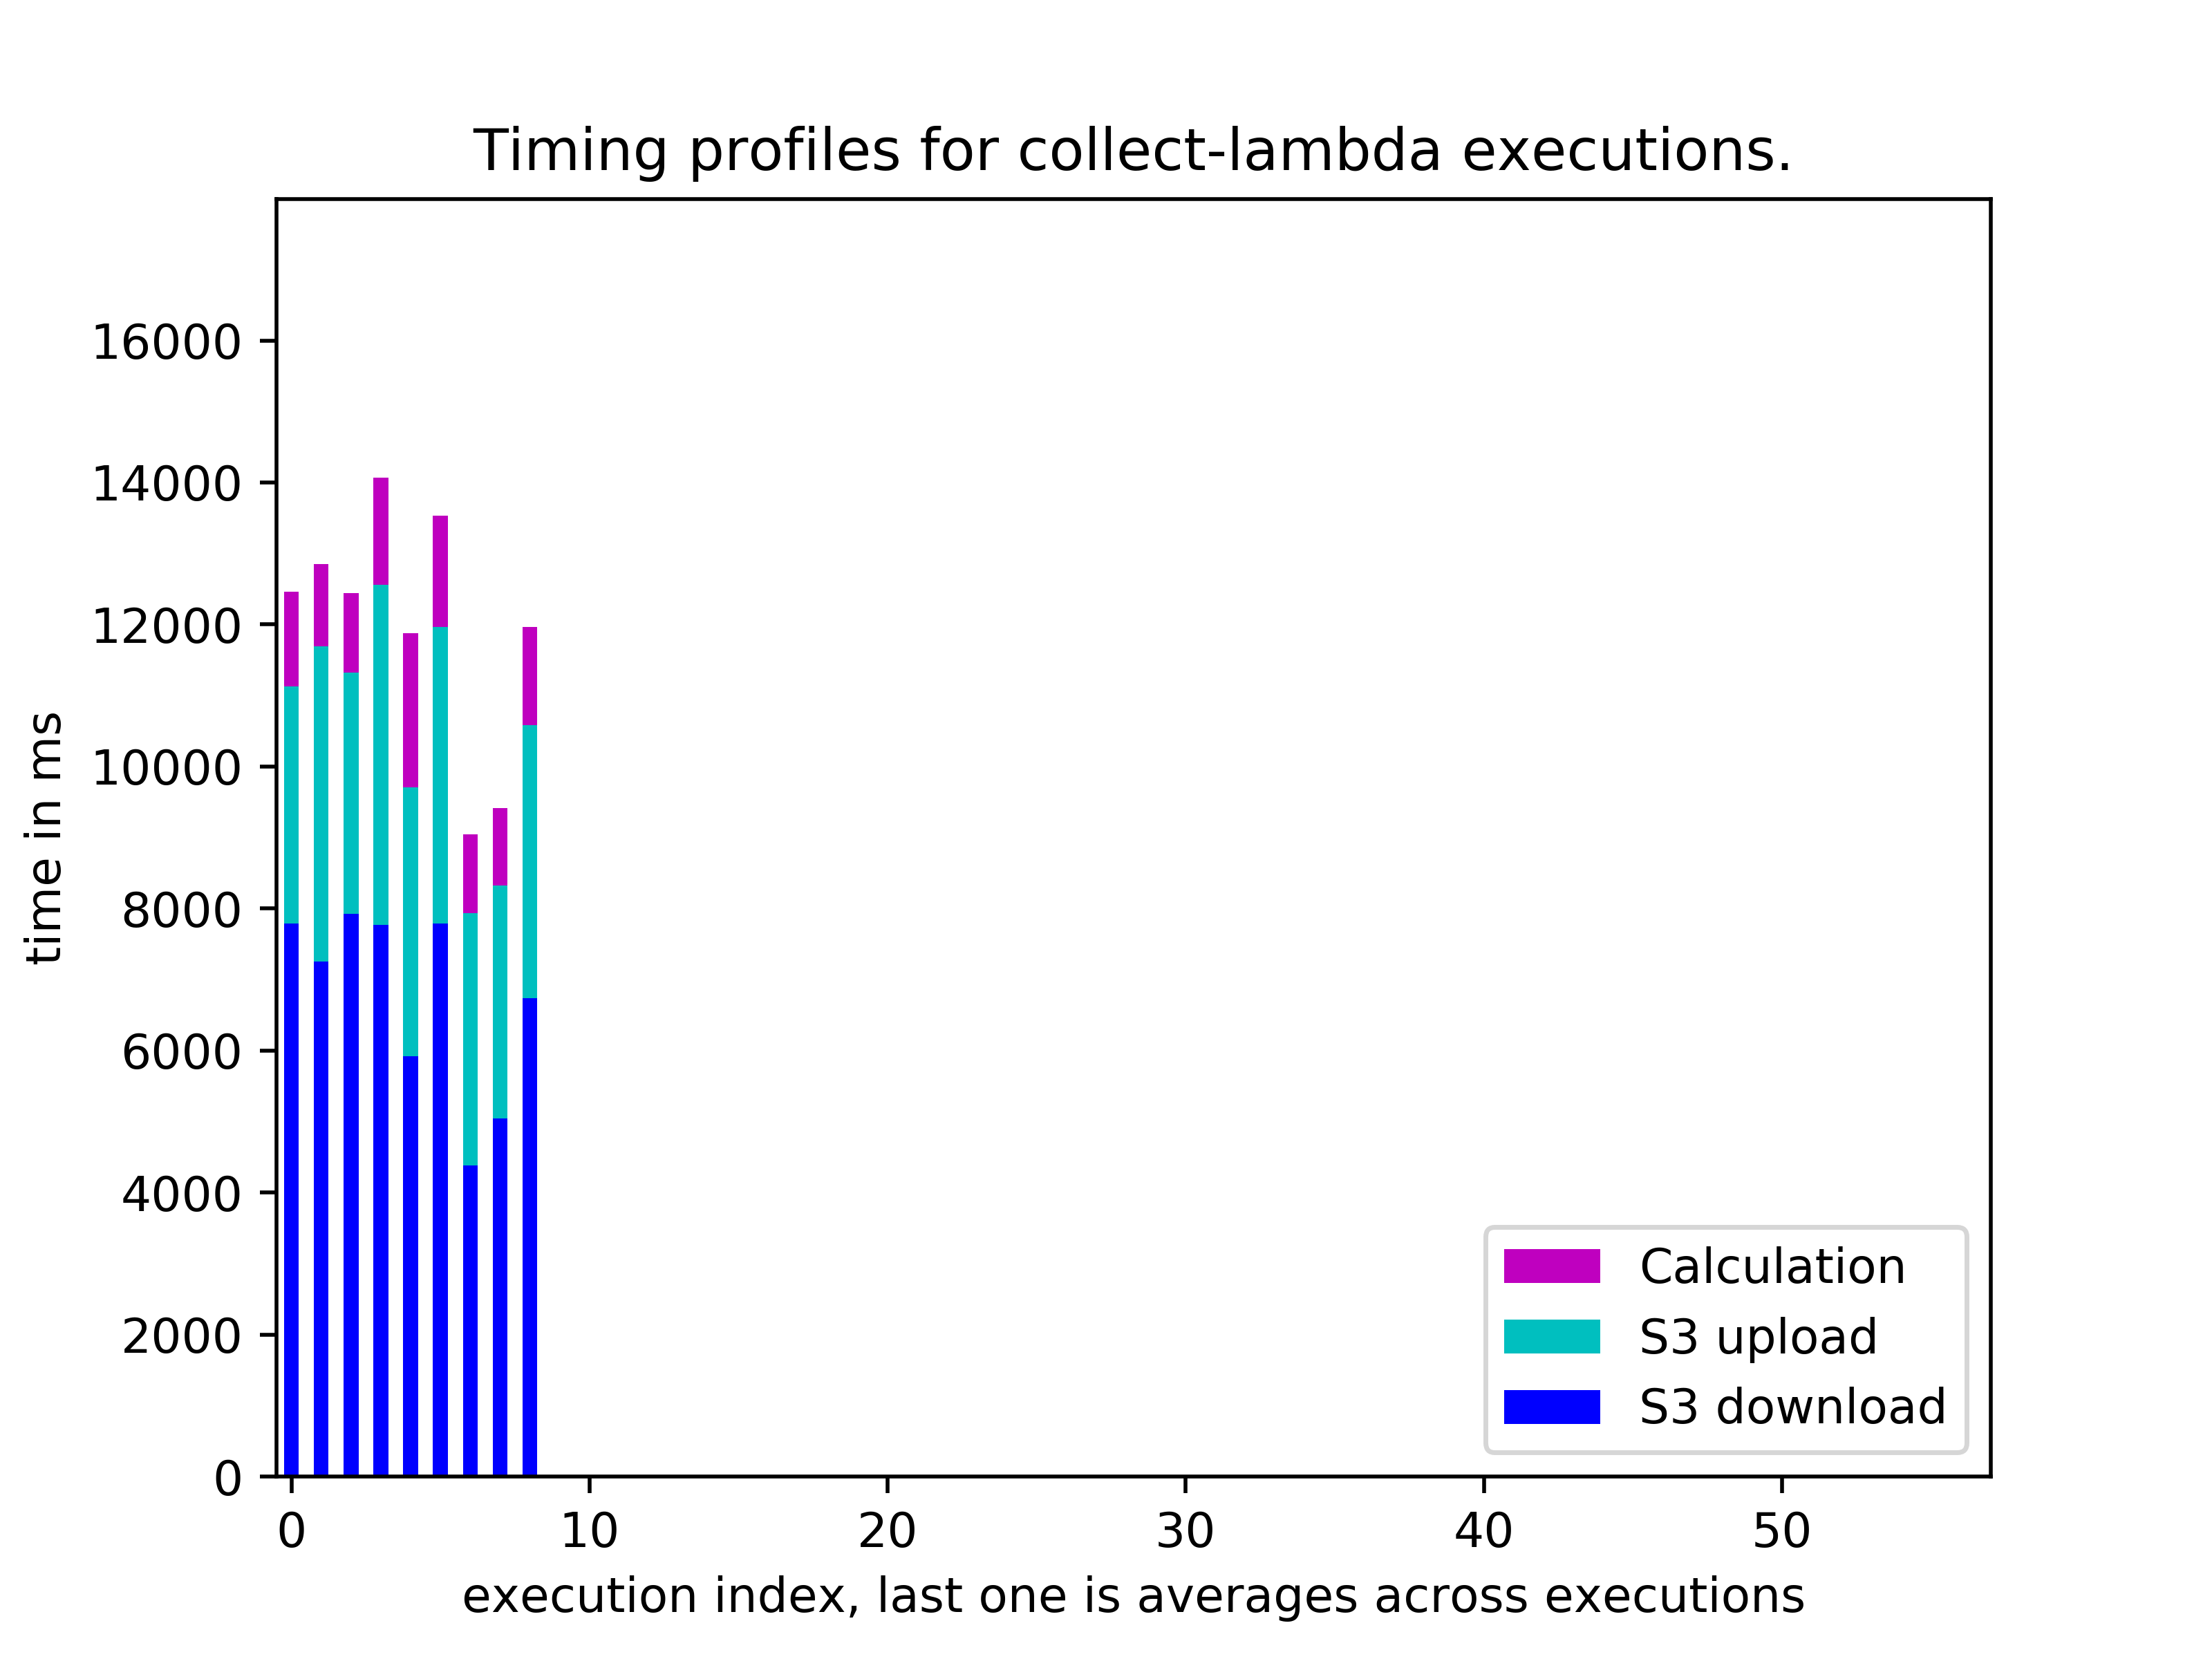 Timing profiles for collect-lambda executions.
time in ms
16000
14000
12000
10000
8000
6000
4000
2000
0
Calculation
S3 upload
S3 download
0 10 20 30 40 50
execution index, last one is averages across executions